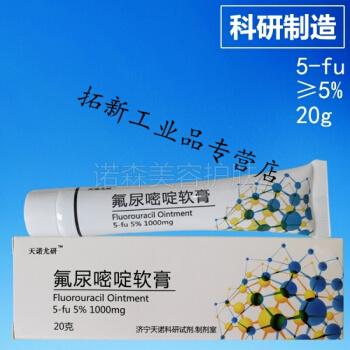 科研制造
5-fu
≥5%
20g
拓新工业品专营店
诺森美容护肤
氟尿嘧啶软膏
Fluorouracil Ointment
5-fu 5% 1000mg
天诺尤研™
氟尿嘧啶软膏
Fluorouracil Ointment
5-fu 5% 1000mg
20克
济宁天诺科研试剂.制剂室